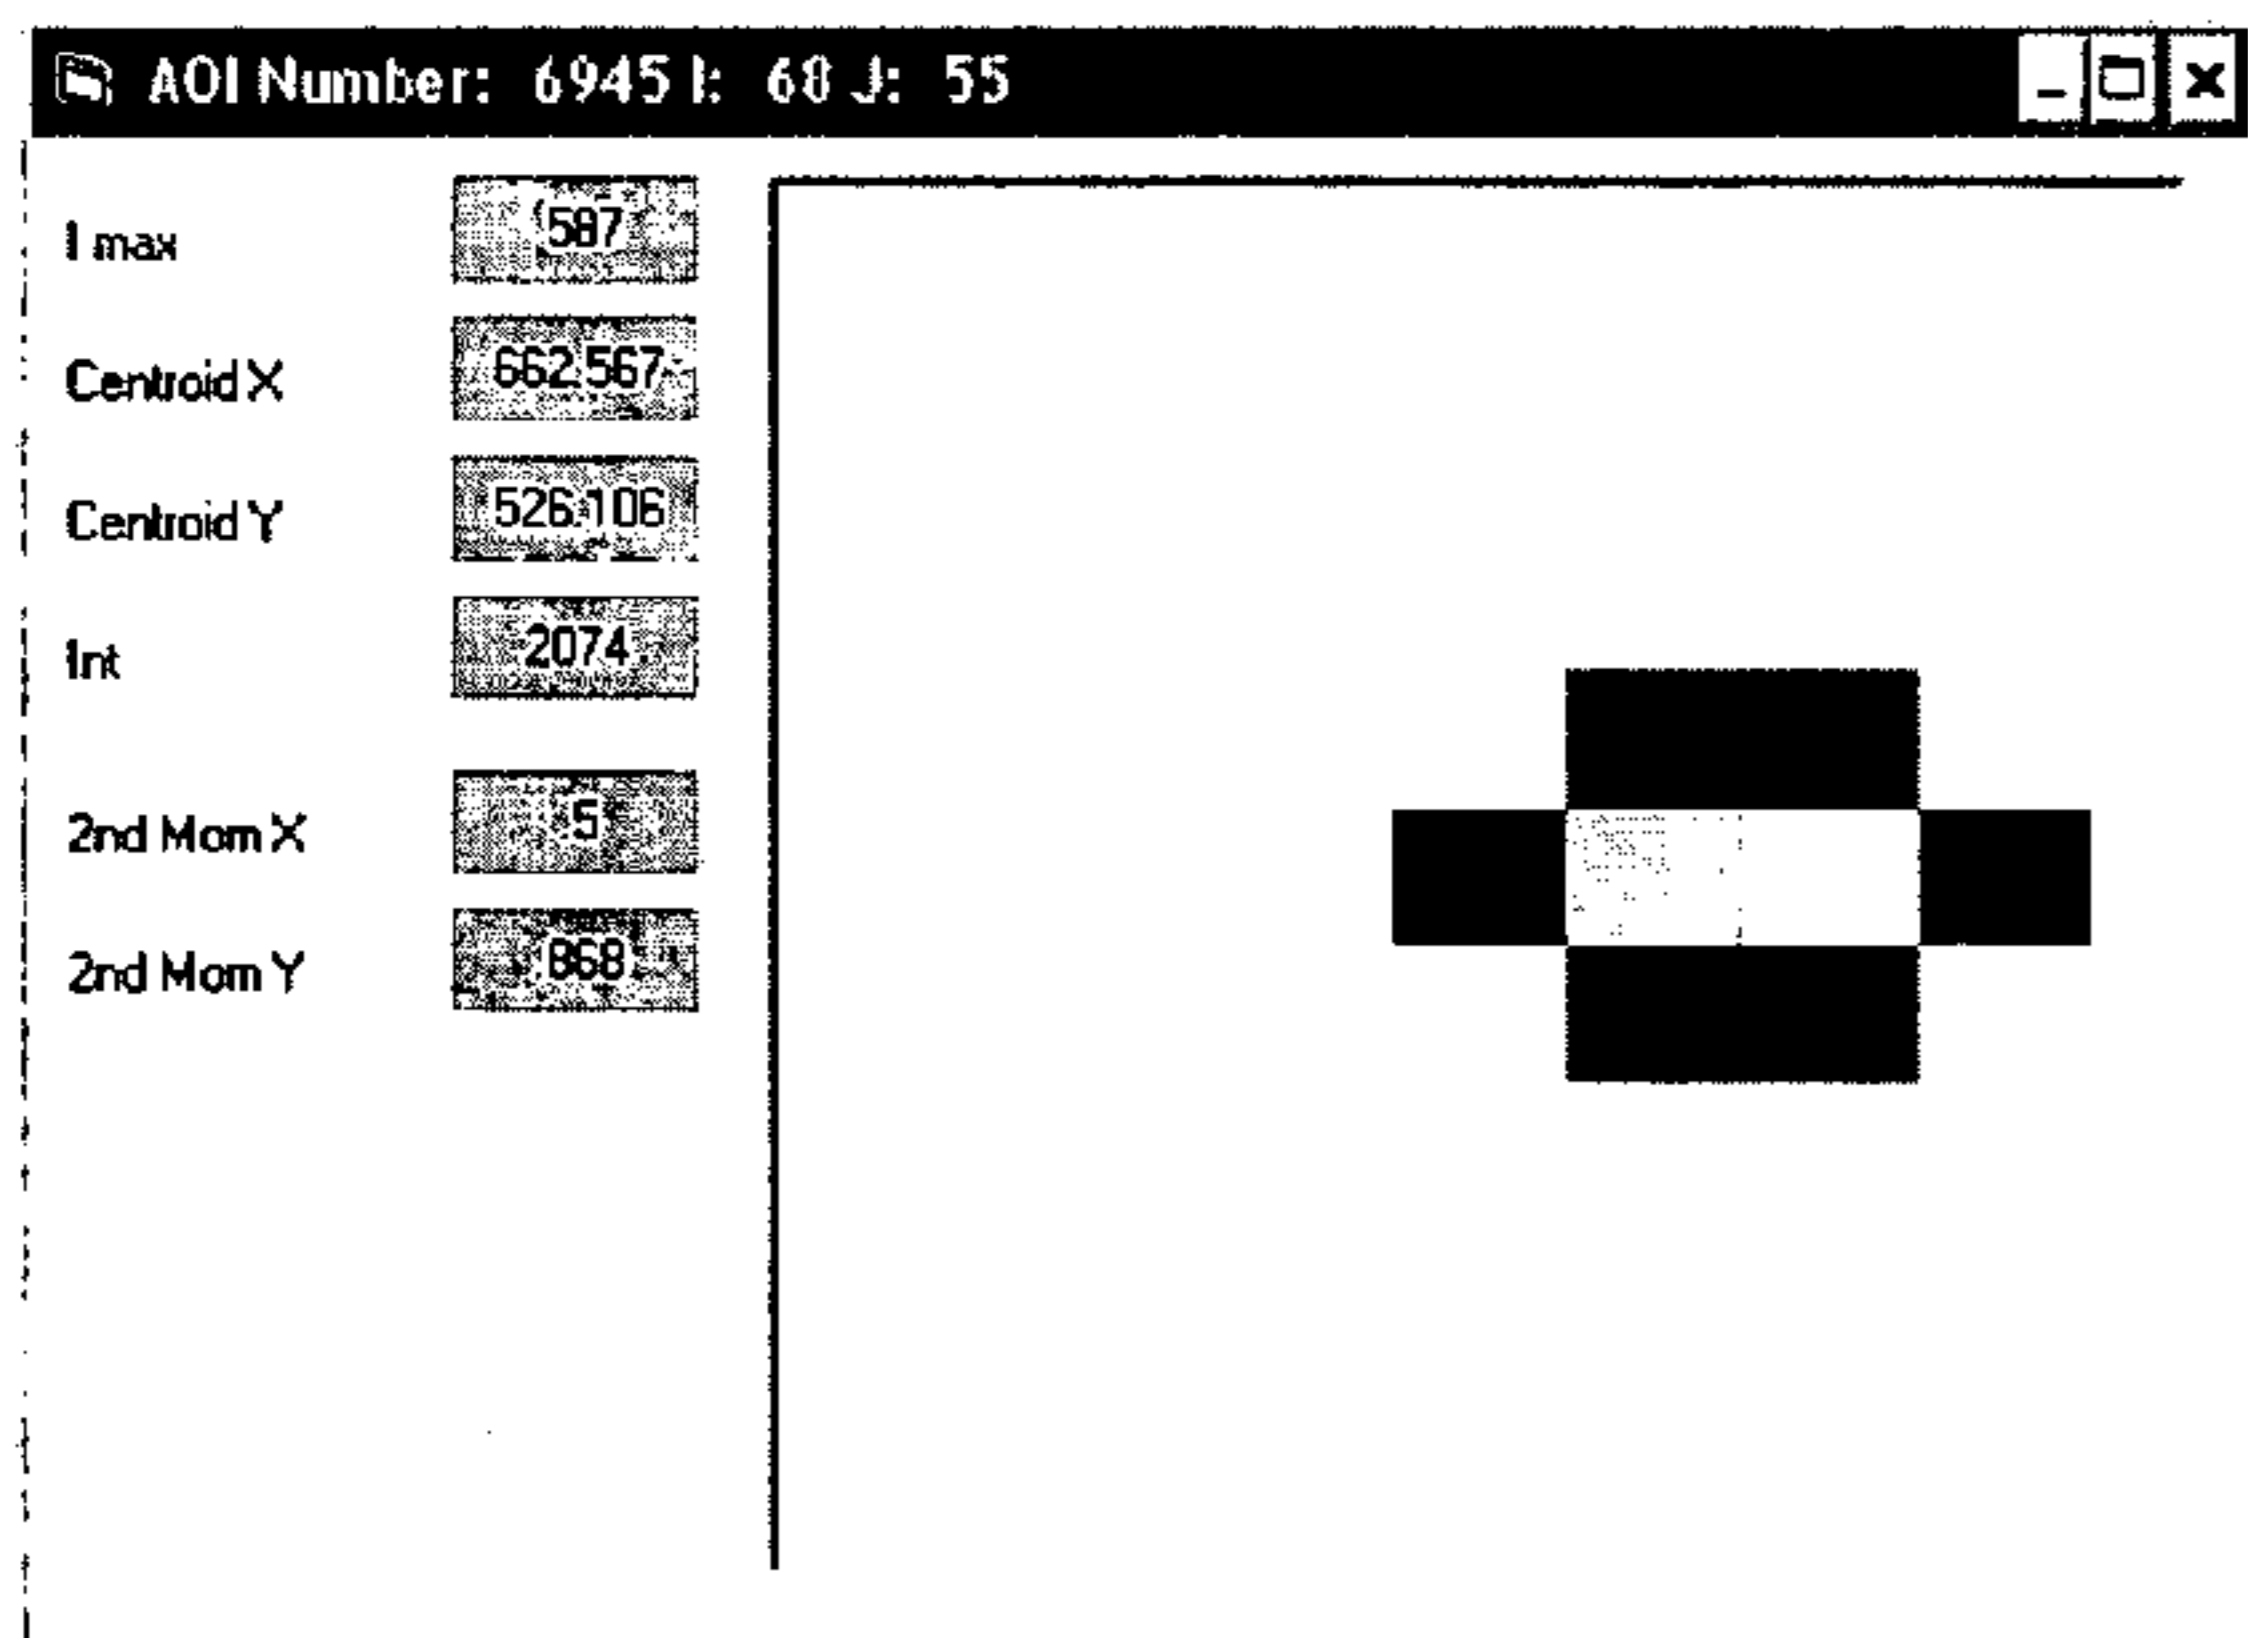 AOI Number: 6945 I: 68 J: 55
I max 587
Centroid X 662.567
Centroid Y 526.106
Int 2074
2nd Mom X .5
2nd Mom Y .868